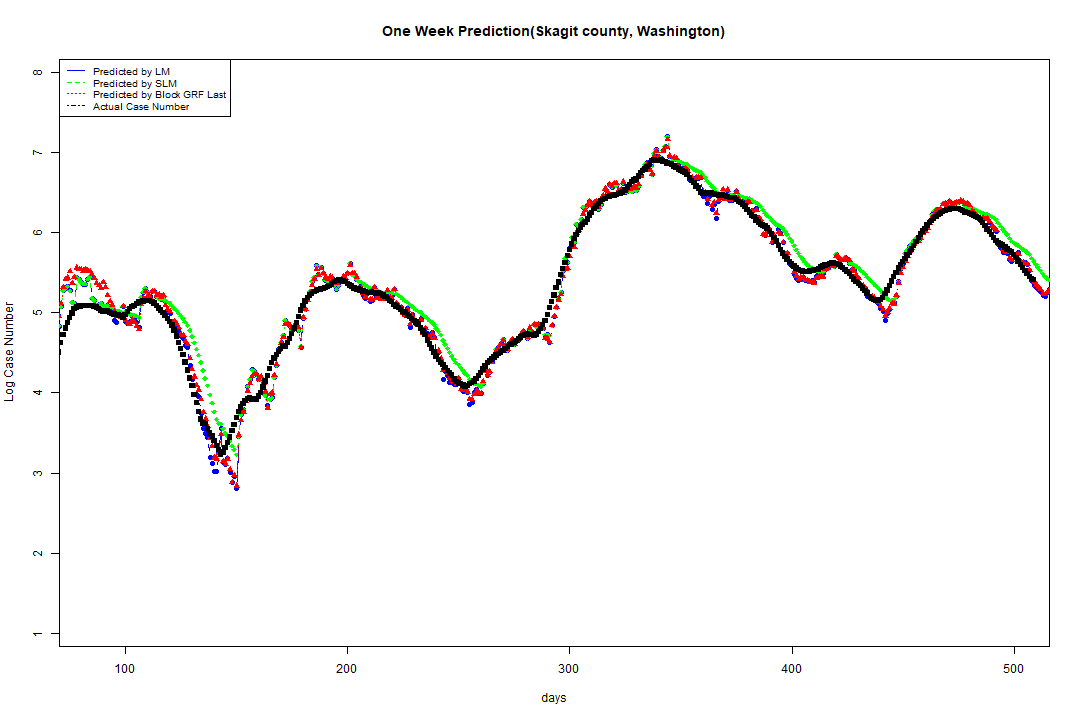 One Week Prediction(Skagit county, Washington)
Predicted by LM
Predicted by SLM
Predicted by Block GRF Last
Actual Case Number
8
7
6
5
4
3
2
1
Log Case Number
100 200 300 400 500
days